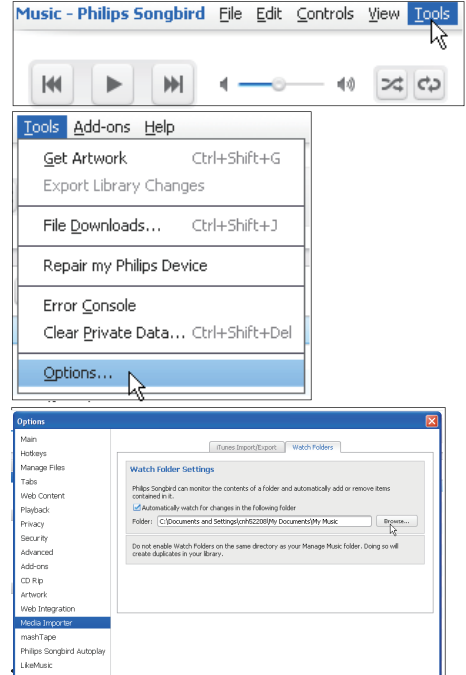 Music - Philips Songbird File Edit Controls View Tools
Tools Add-ons Help
Get Artwork Ctrl+Shift+G
Export Library Changes
File Downloads... Ctrl+Shift+J
Repair my Philips Device
Error Console
Clear Private Data... Ctrl+Shift+Del
Options...
Options
Main
Hotkeys
Manage Files
Tabs
Web Content
Playback
Privacy
Security
Advanced
Add-ons
CD Rip
Artwork
Web Integration
Media Importer
mashTape
Philips Songbird Autoplay
LikeMusic
iTunes Import/Export Watch Folders
Watch Folder Settings
Philips Songbird can monitor the contents of a folder and automatically add or remove items
contained in it.
Automatically watch for changes in the following folder
Folder: C:\Documents and Settings\cnh52208\My Documents\My Music Browse...
Do not enable Watch Folders on the same directory as your Manage Music folder. Doing so will
create duplicates in your library.